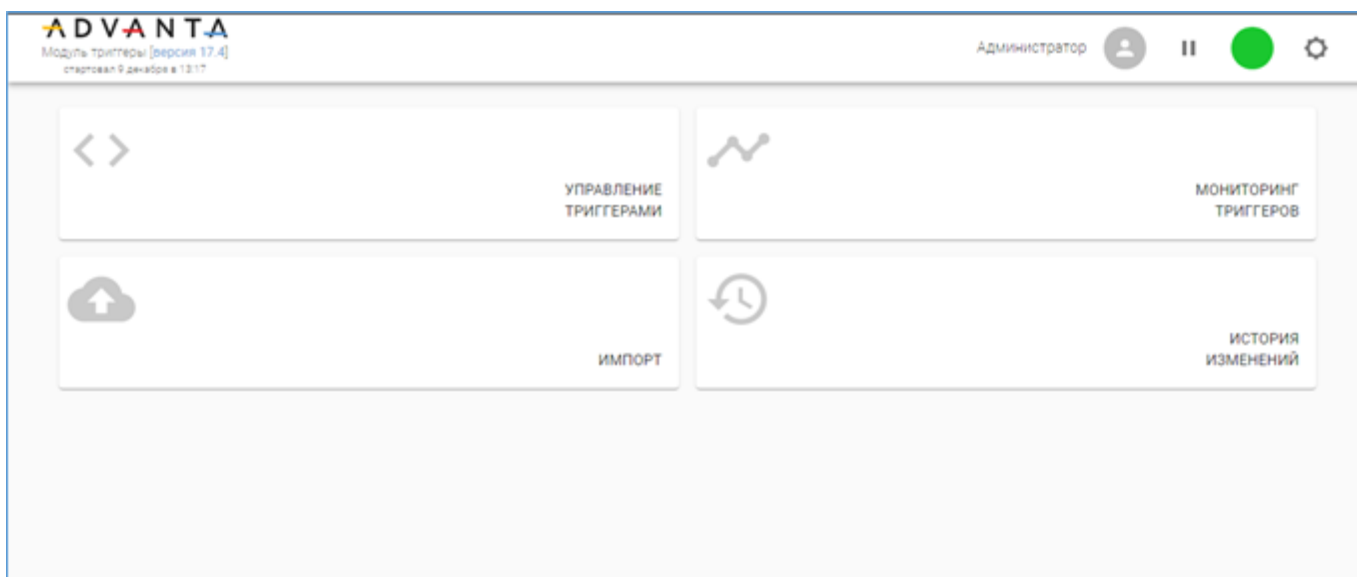 ADVANTA
Модуль триггеры [версия 17.4]
стартовал 9 декабря в 13:17
Администратор
УПРАВЛЕНИЕ
ТРИГГЕРАМИ
МОНИТОРИНГ
ТРИГГЕРОВ
ИМПОРТ
ИСТОРИЯ
ИЗМЕНЕНИЙ